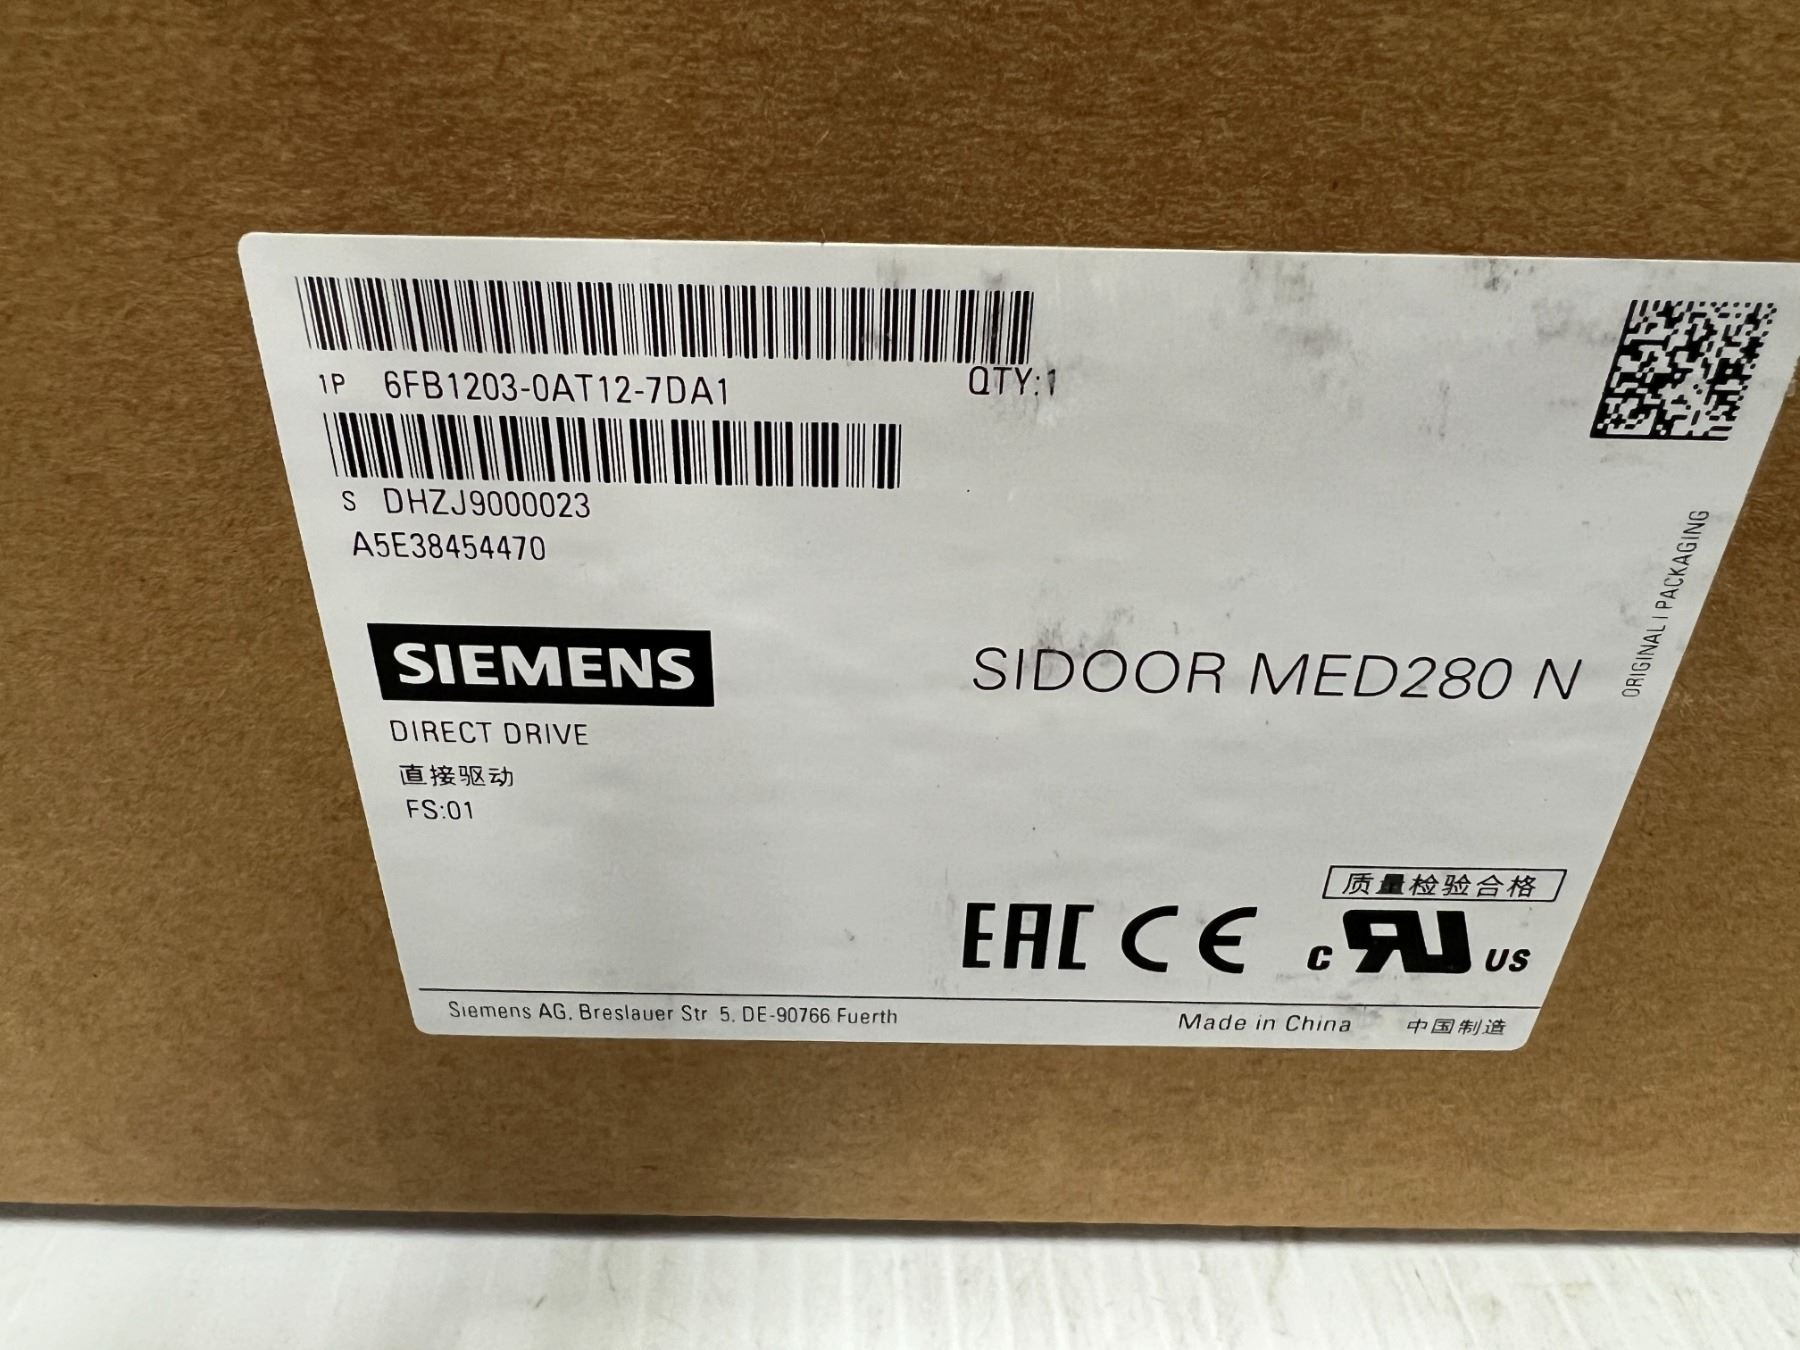 1P 6FB1203-0AT12-7DA1 QTY:1
S DHZJ9000023
A5E38454470
ORIGINAL / PACKAGING
SIEMENS
SIDOOR MED280 N
DIRECT DRIVE
直接驱动
FS:01
质量检验合格
EAC CE c RU US
Siemens AG, Breslauer Str 5, DE-90766 Fuerth
Made in China 中国制造